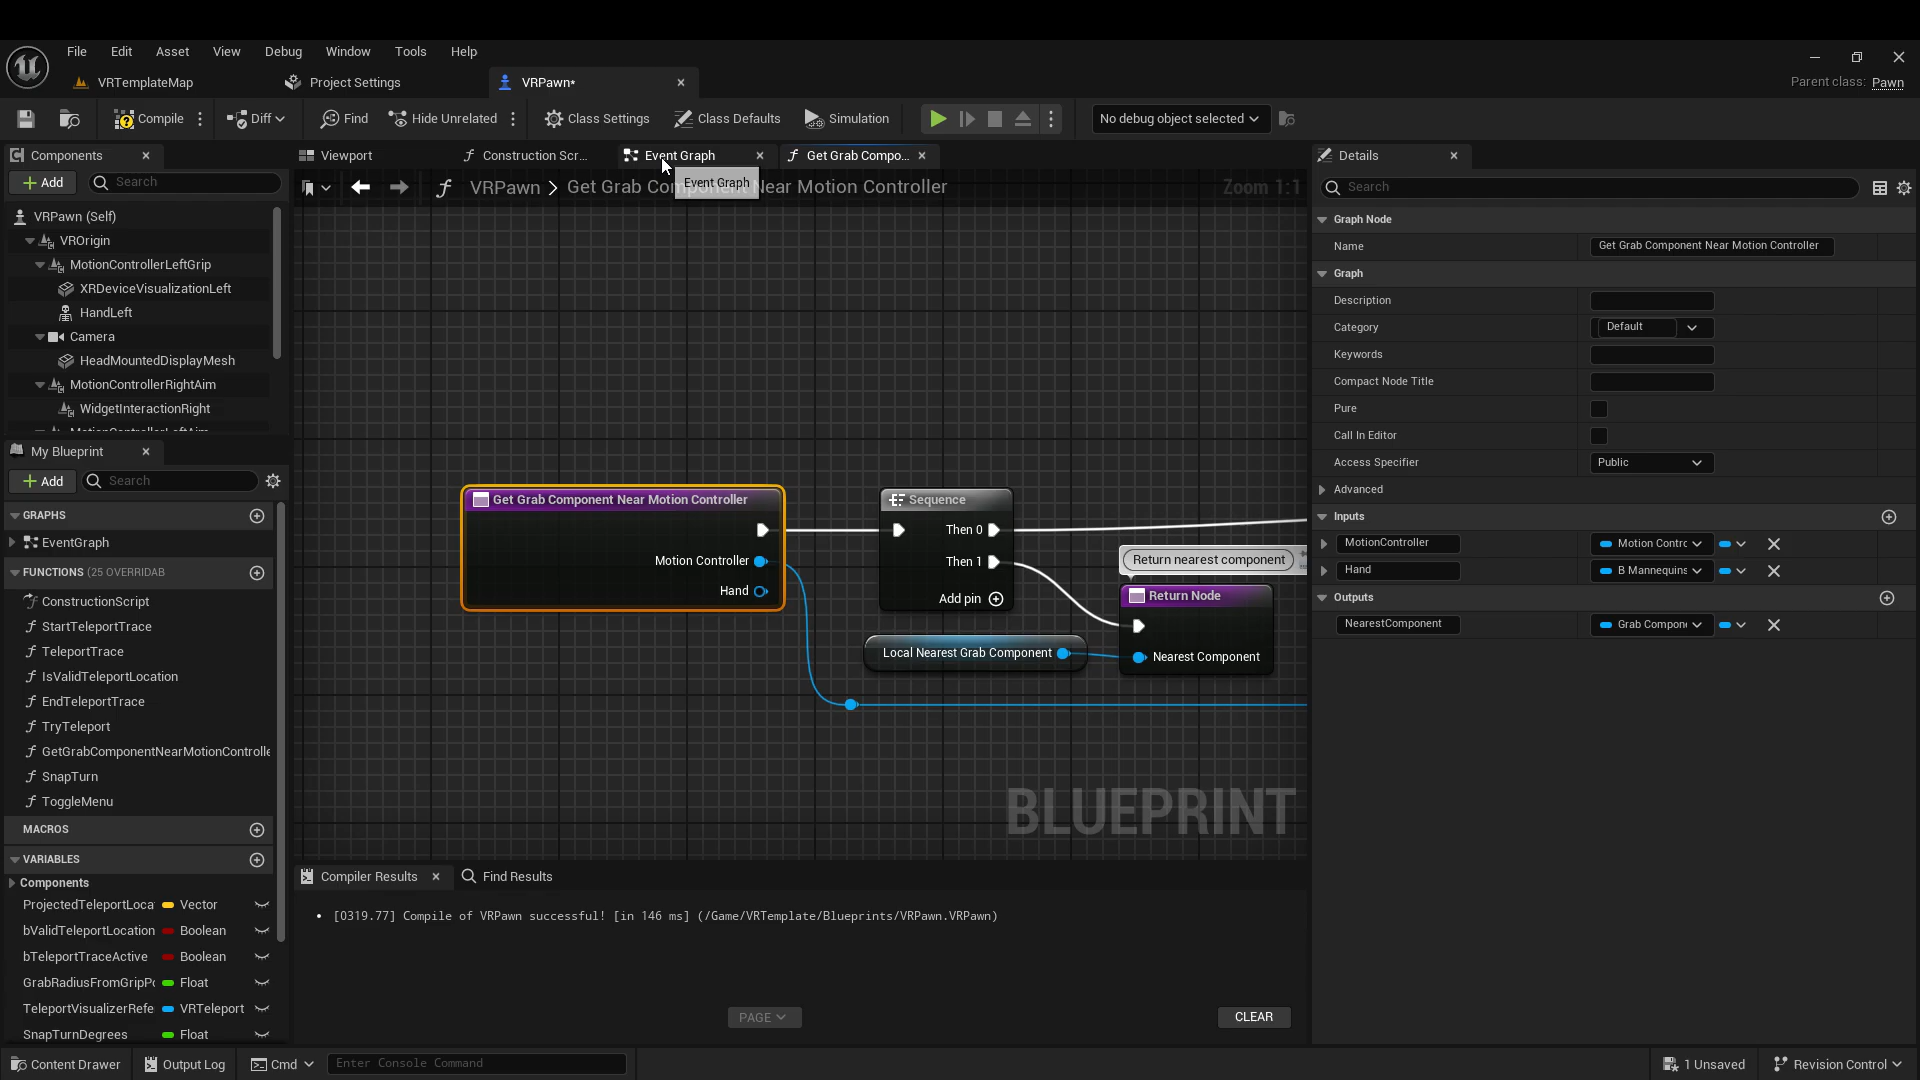 File Edit Asset View Debug Window Tools Help
VRTemplateMap Project Settings VRPawn*
Parent class: Pawn
Compile Diff Find Hide Unrelated Class Settings Class Defaults Simulation No debug object selected
Components
Add Search
VRPawn (Self)
VROrigin
MotionControllerLeftGrip
XRDeviceVisualizationLeft
HandLeft
Camera
HeadMountedDisplayMesh
MotionControllerRightAim
WidgetInteractionRight
MotionControllerLeftAim
My Blueprint
Add Search
GRAPHS
EventGraph
FUNCTIONS (25 OVERRIDAB
ConstructionScript
StartTeleportTrace
TeleportTrace
IsValidTeleportLocation
EndTeleportTrace
TryTeleport
GetGrabComponentNearMotionControlle
SnapTurn
ToggleMenu
MACROS
VARIABLES
Components
ProjectedTeleportLoca Vector
bValidTeleportLocation Boolean
bTeleportTraceActive Boolean
GrabRadiusFromGripPo Float
TeleportVisualizerRefe VRTeleport
SnapTurnDegrees Float
Viewport Construction Scr... Event Graph Get Grab Compo...
VRPawn > Get Grab Component Near Motion Controller
Event Graph
Zoom 1:1
Get Grab Component Near Motion Controller
Motion Controller
Hand
Sequence
Then 0
Then 1
Add pin
Return nearest component
Return Node
Nearest Component
Local Nearest Grab Component
BLUEPRINT
Compiler Results Find Results
[0319.77] Compile of VRPawn successful! [in 146 ms] (/Game/VRTemplate/Blueprints/VRPawn.VRPawn)
PAGE CLEAR
Details
Search
Graph Node
Name Get Grab Component Near Motion Controller
Graph
Description
Category Default
Keywords
Compact Node Title
Pure
Call In Editor
Access Specifier Public
Advanced
Inputs
MotionController Motion Contrc
Hand B Mannequins
Outputs
NearestComponent Grab Compone
Content Drawer Output Log Cmd Enter Console Command 1 Unsaved Revision Control